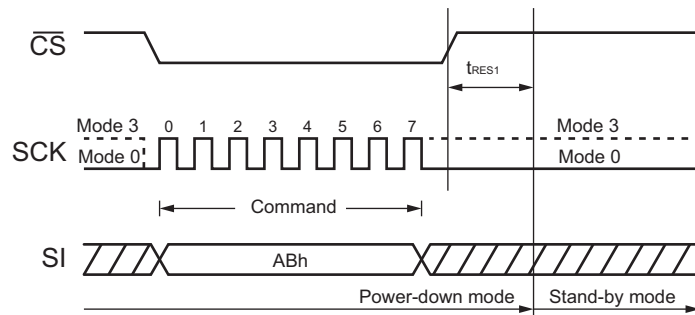 CS
tRES1
Mode 3 0 1 2 3 4 5 6 7 Mode 3
SCK
Mode 0 Mode 0
Command
SI ABh
Power-down mode Stand-by mode